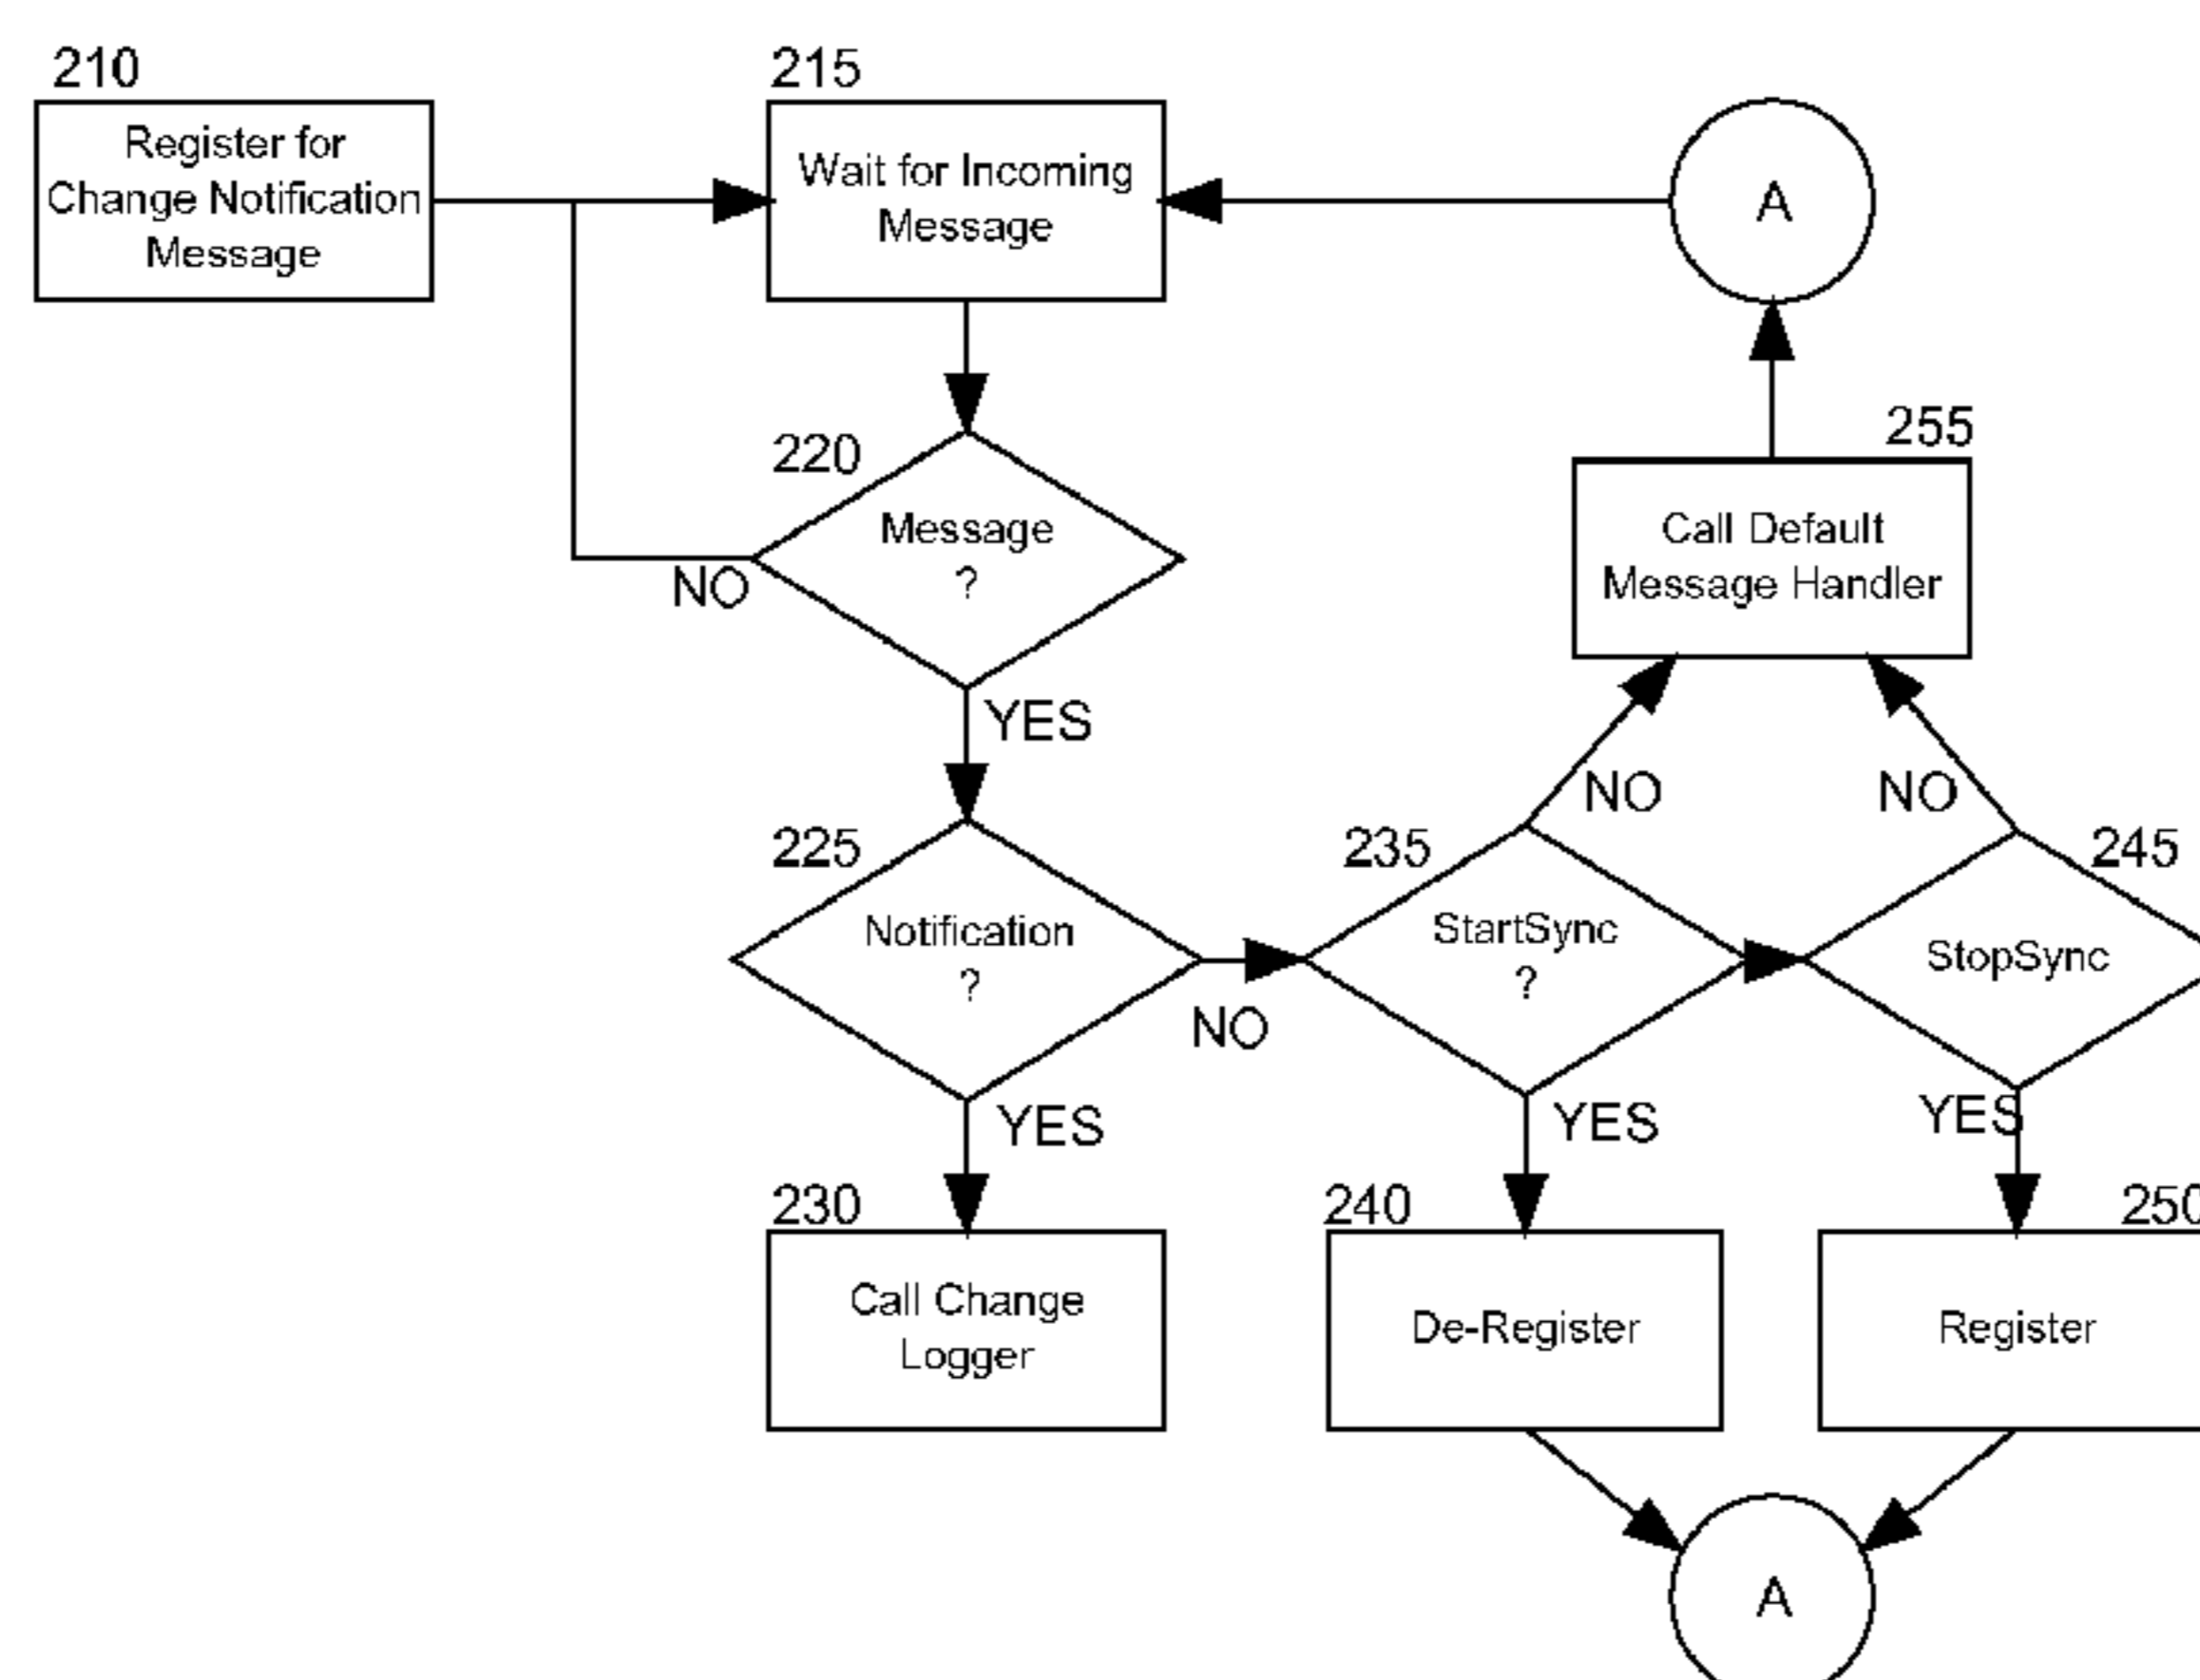 210
Register for
Change Notification
Message
215
Wait for Incoming
Message
A
220
Message
?
NO
YES
255
Call Default
Message Handler
NO
NO
225
Notification
?
NO
YES
235
StartSync
?
YES
245
StopSync
YES
230
Call Change
Logger
240
De-Register
250
Register
A